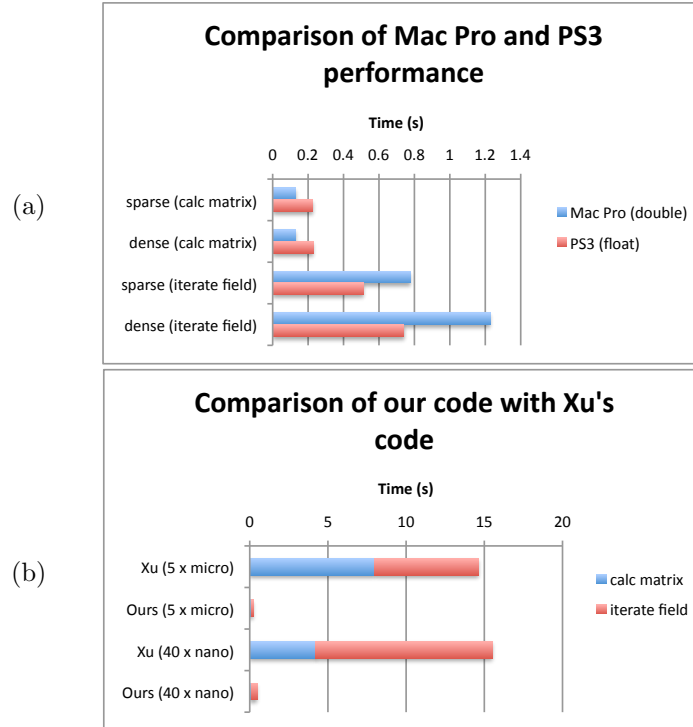 Comparison of Mac Pro and PS3
performance
Time (s)
0 0.2 0.4 0.6 0.8 1 1.2 1.4
(a)
sparse (calc matrix)
dense (calc matrix)
sparse (iterate field)
dense (iterate field)
Mac Pro (double)
PS3 (float)
Comparison of our code with Xu's
code
Time (s)
0 5 10 15 20
(b)
Xu (5 x micro)
Ours (5 x micro)
Xu (40 x nano)
Ours (40 x nano)
calc matrix
iterate field